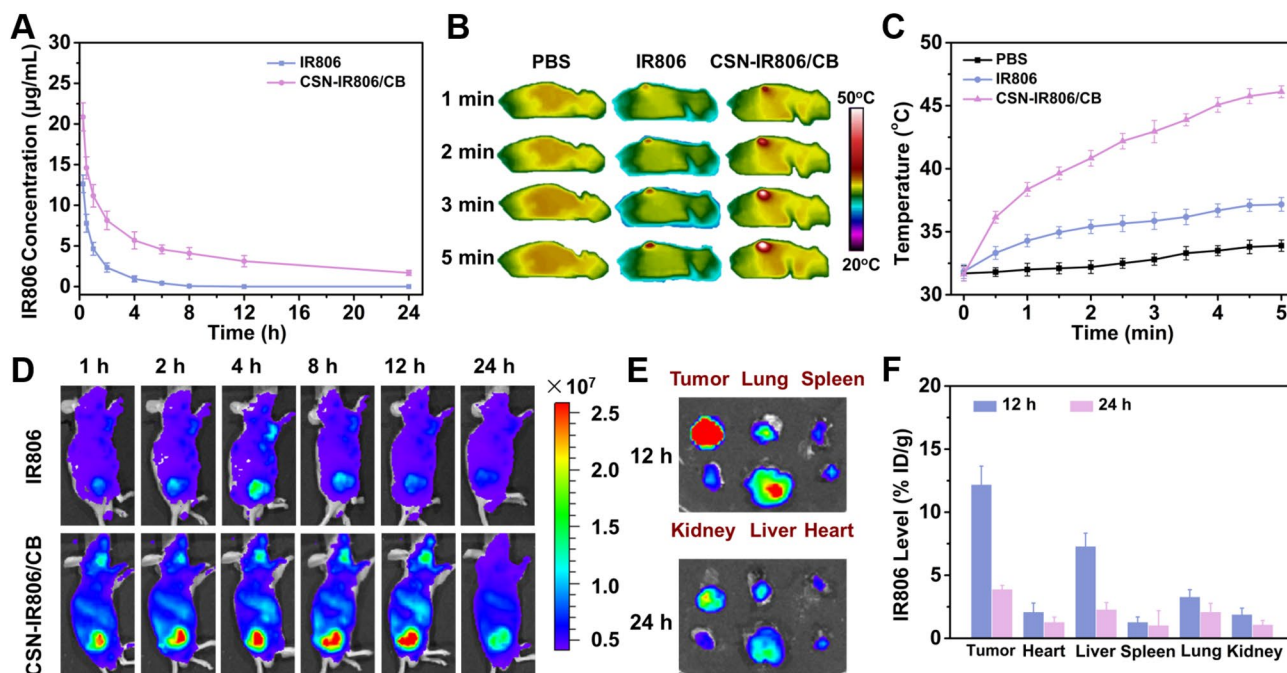 A
30
25
20
15
10
5
0
IR806 Concentration (µg/mL)
IR806
CSN-IR806/CB
0 4 8 12 16 20 24
Time (h)
B
PBS IR806 CSN-IR806/CB
1 min
2 min
3 min
5 min
50°C
20°C
C
45
40
35
30
Temperature (°C)
PBS
IR806
CSN-IR806/CB
0 1 2 3 4 5
Time (min)
D
1 h 2 h 4 h 8 h 12 h 24 h
IR806
CSN-IR806/CB
×10⁷
2.5
2.0
1.5
1.0
0.5
E
Tumor Lung Spleen
12 h
Kidney Liver Heart
24 h
F
20
15
10
5
0
IR806 Level (% ID/g)
12 h 24 h
Tumor Heart Liver Spleen Lung Kidney